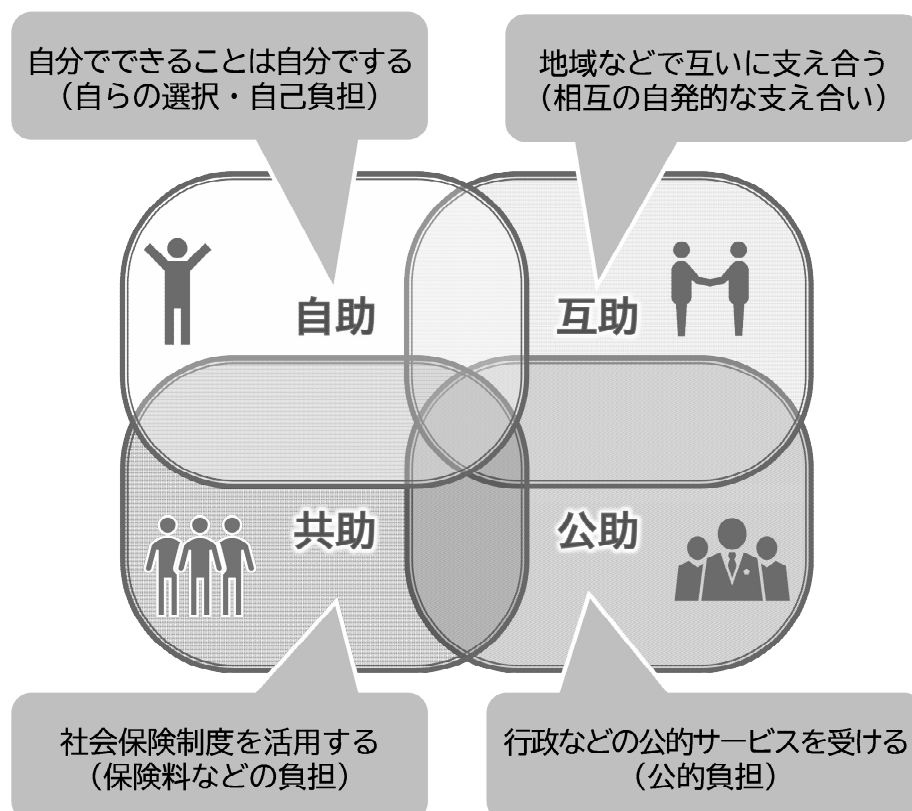 自分でできることは自分でする
（自らの選択・自己負担）
地域などで互いに支え合う
（相互の自発的な支え合い）
自助
互助
共助
公助
社会保険制度を活用する
（保険料などの負担）
行政などの公的サービスを受ける
（公的負担）